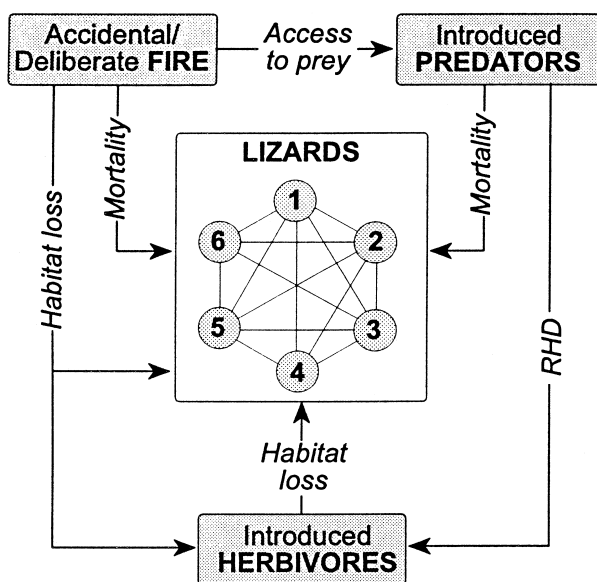 Accidental/
Deliberate FIRE
Access
to prey
Introduced
PREDATORS
Habitat loss
Mortality
LIZARDS
1
6
2
5
3
4
Mortality
RHD
Habitat
loss
Introduced
HERBIVORES